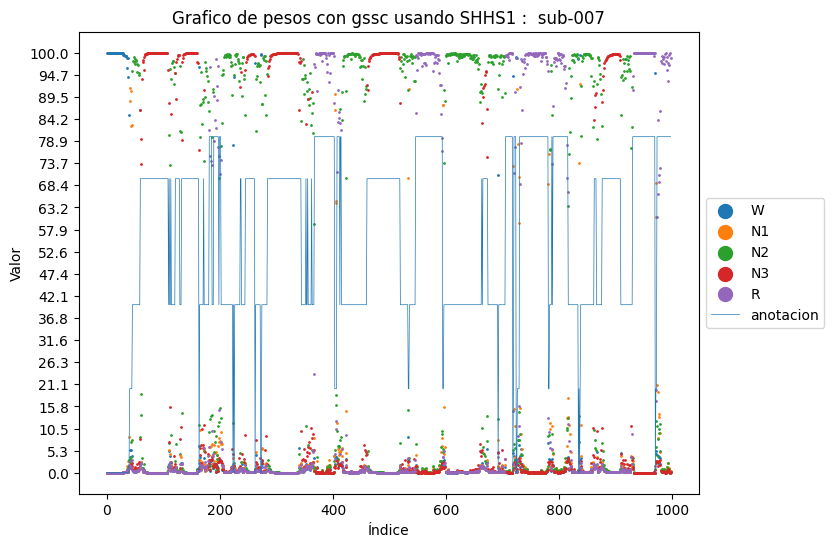 Grafico de pesos con gssc usando SHHS1 :  sub-007
Valor
100.0
94.7
89.5
84.2
78.9
73.7
68.4
63.2
57.9
52.6
47.4
42.1
36.8
31.6
26.3
21.1
15.8
10.5
5.3
0.0
0 200 400 600 800 1000
Índice
W
N1
N2
N3
R
anotacion